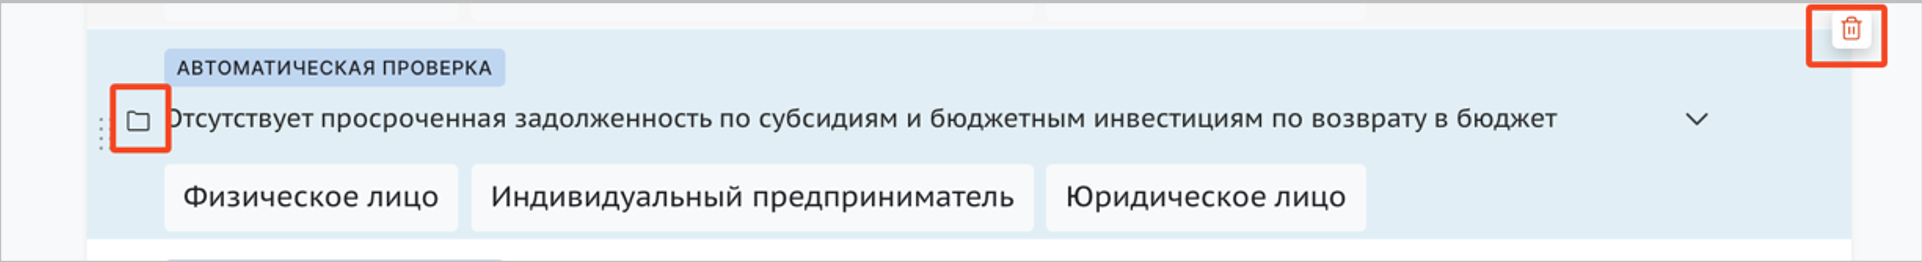 АВТОМАТИЧЕСКАЯ ПРОВЕРКА
Отсутствует просроченная задолженность по субсидиям и бюджетным инвестициям по возврату в бюджет
Физическое лицо Индивидуальный предприниматель Юридическое лицо